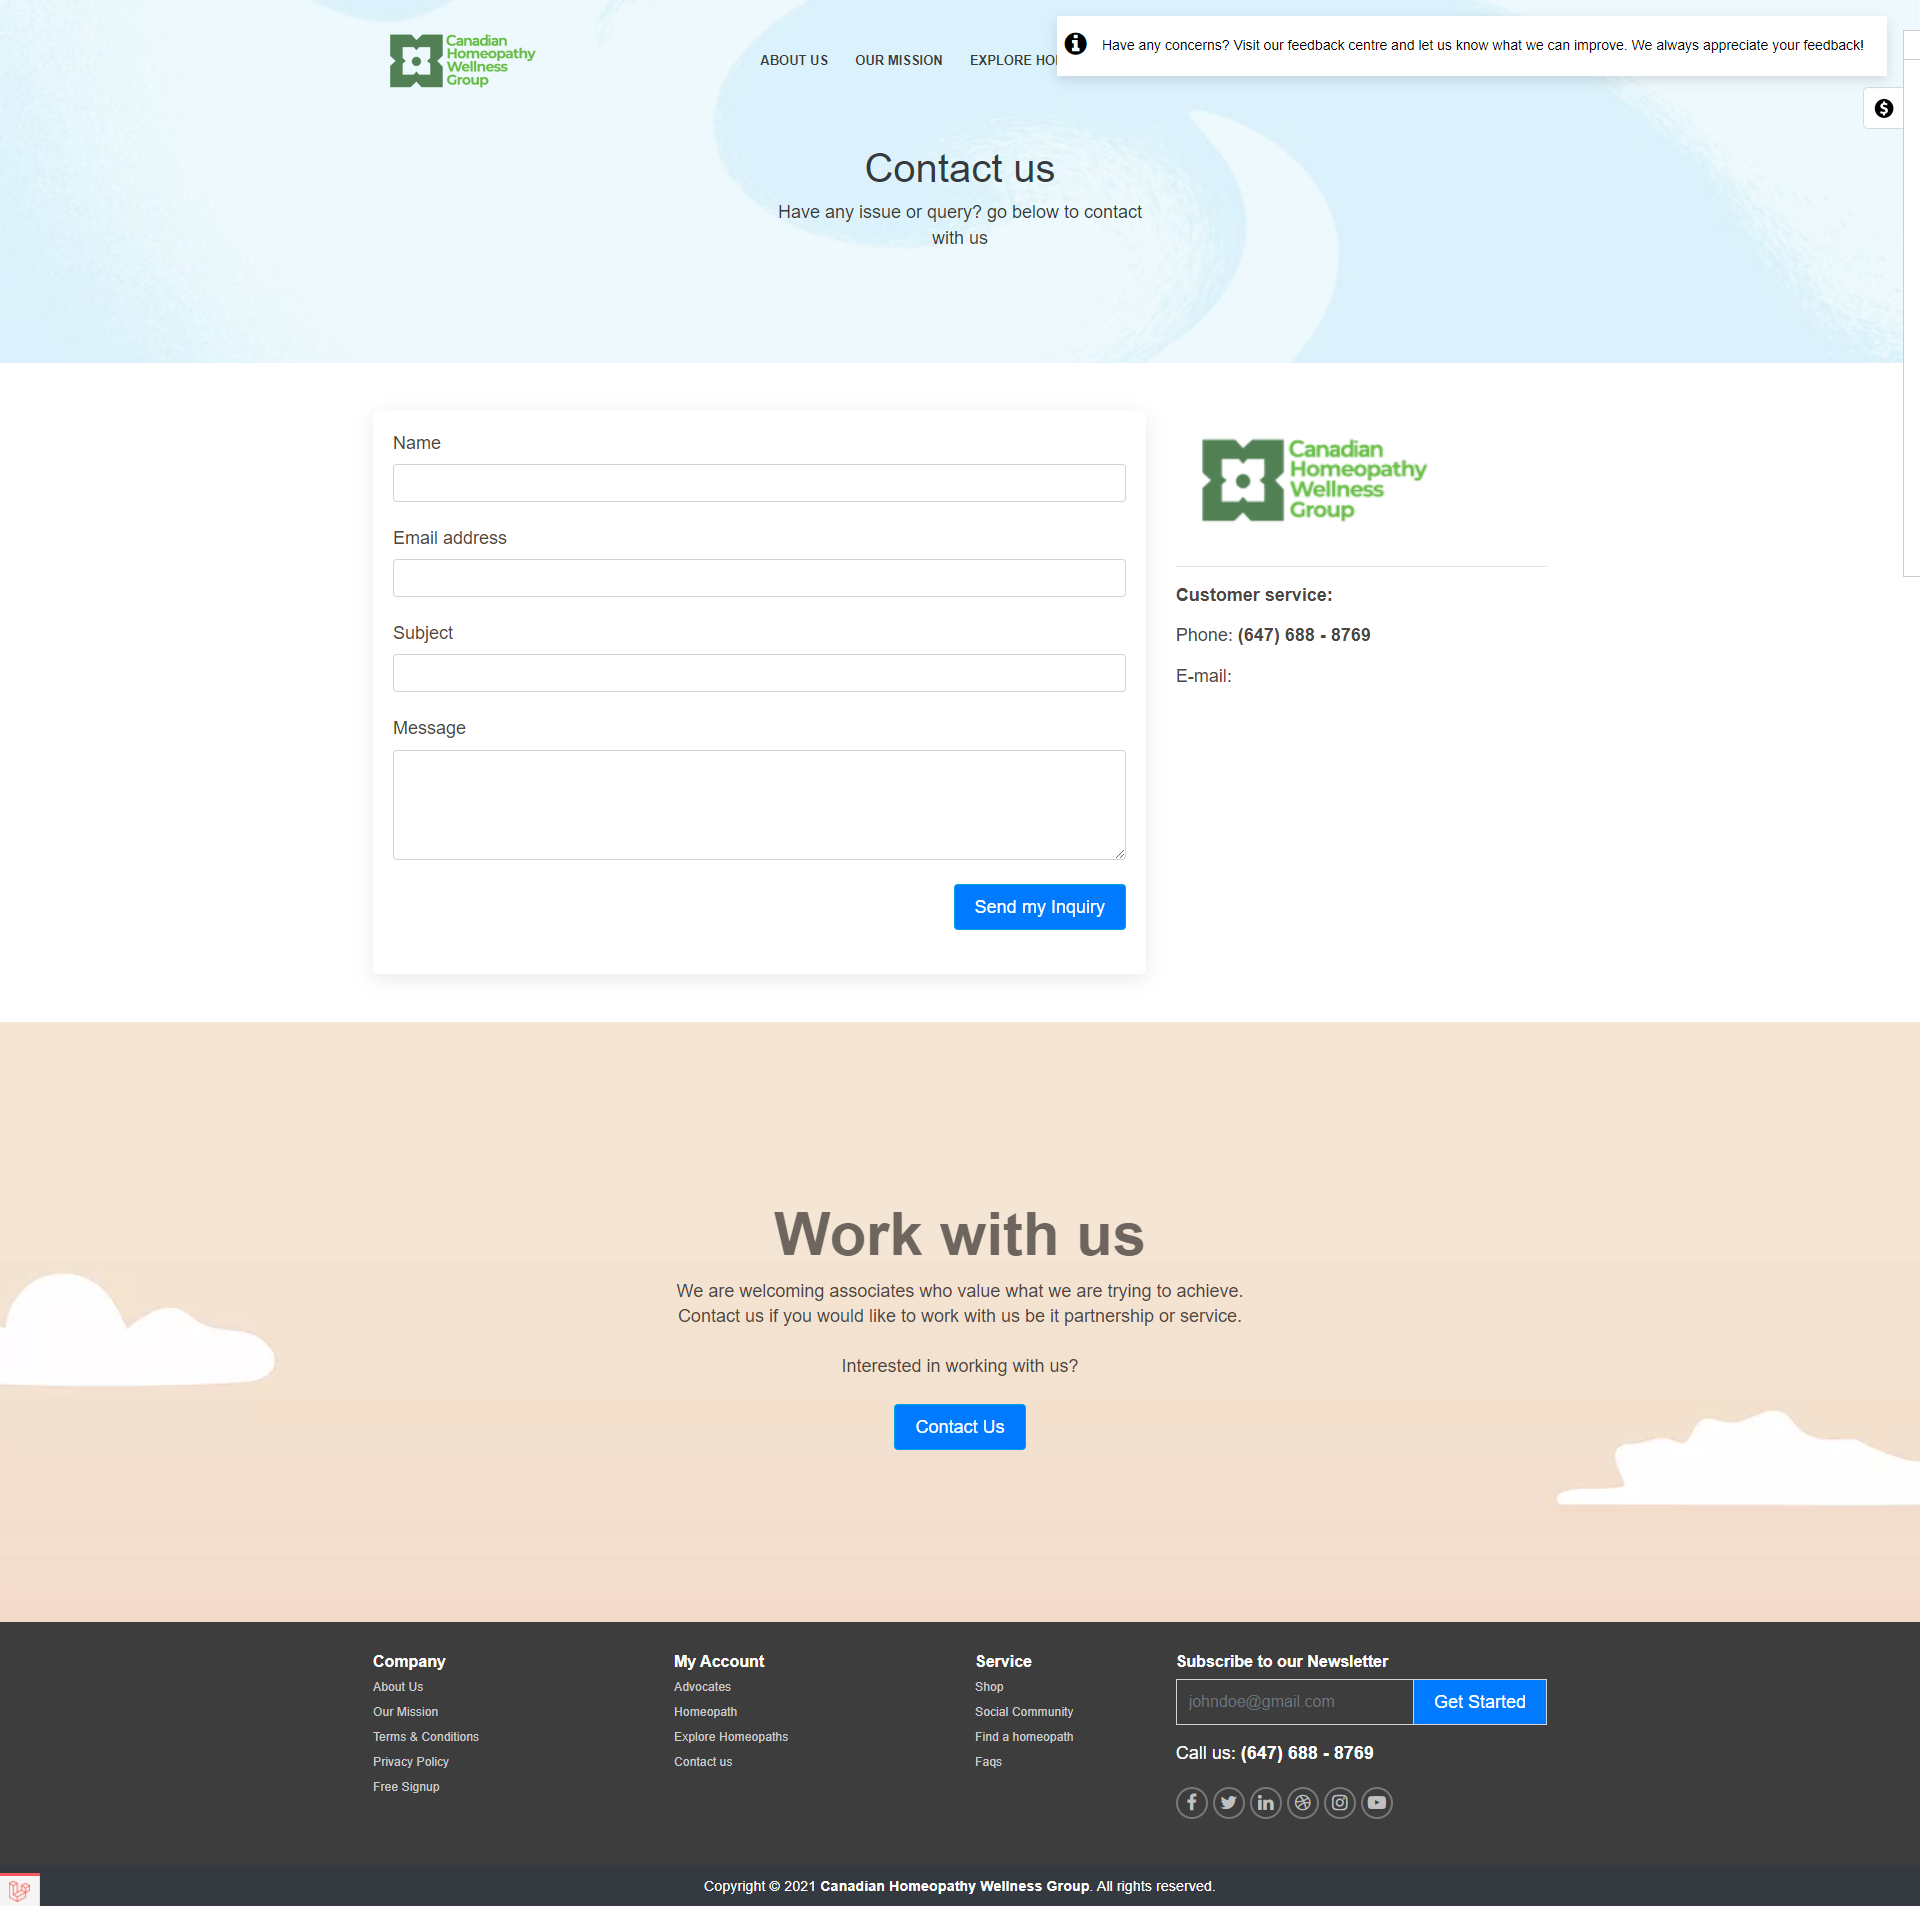 Canadian
Homeopathy
Wellness
Group
ABOUT US
OUR MISSION
EXPLORE HO
Have any concerns? Visit our feedback centre and let us know what we can improve. We always appreciate your feedback!
Contact us
Have any issue or query? go below to contact
with us
Name
Email address
Subject
Message
Send my Inquiry
Canadian
Homeopathy
Wellness
Group
Customer service:
Phone: (647) 688 - 8769
E-mail:
Work with us
We are welcoming associates who value what we are trying to achieve.
Contact us if you would like to work with us be it partnership or service.
Interested in working with us?
Contact Us
Company
About Us
Our Mission
Terms & Conditions
Privacy Policy
Free Signup
My Account
Advocates
Homeopath
Explore Homeopaths
Contact us
Service
Shop
Social Community
Find a homeopath
Faqs
Subscribe to our Newsletter
johndoe@gmail.com
Get Started
Call us: (647) 688 - 8769
Copyright © 2021 Canadian Homeopathy Wellness Group. All rights reserved.